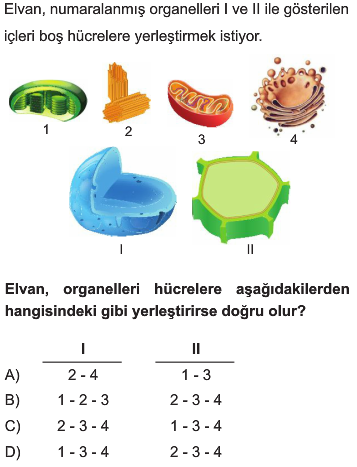 Elvan, numaralanmış organelleri I ve II ile gösterilen
içleri boş hücrelere yerleştirmek istiyor.
1 2 3 4
I II
Elvan, organelleri hücrelere aşağıdakilerden
hangisindeki gibi yerleştirirse doğru olur?
I II
A) 2 - 4 1 - 3
B) 1 - 2 - 3 2 - 3 - 4
C) 2 - 3 - 4 1 - 3 - 4
D) 1 - 3 - 4 2 - 3 - 4